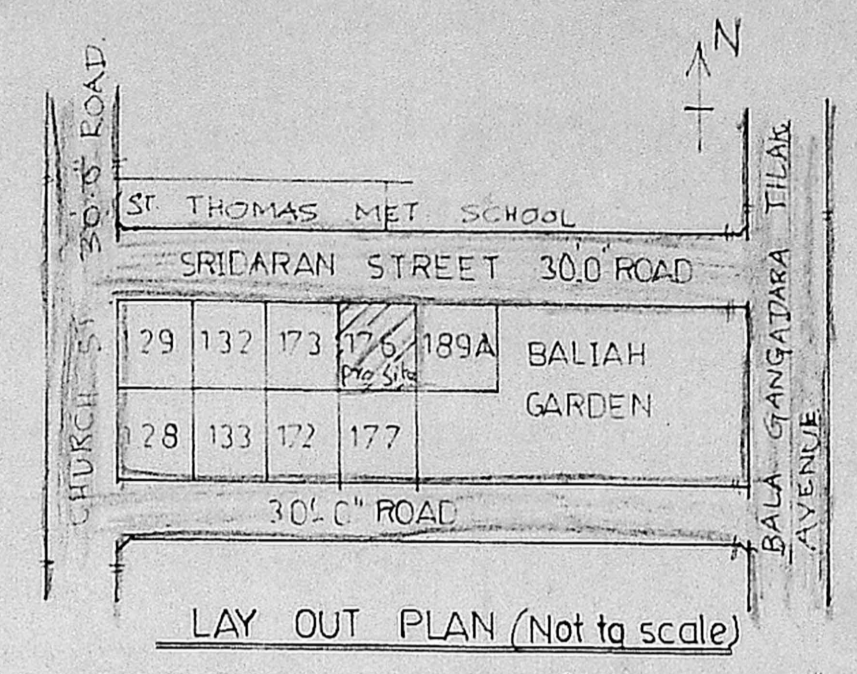 N
30'.0" ROAD.
CHURCH ST
ST. THOMAS MET. SCHOOL
SRIDARAN STREET 30'.0" ROAD
129 132 173 176 189A
pro site
BALIAH
GARDEN
128 133 172 177
30'-0" ROAD
BALA GANGADARA TILAK
AVENUE
LAY OUT PLAN (Not to scale)